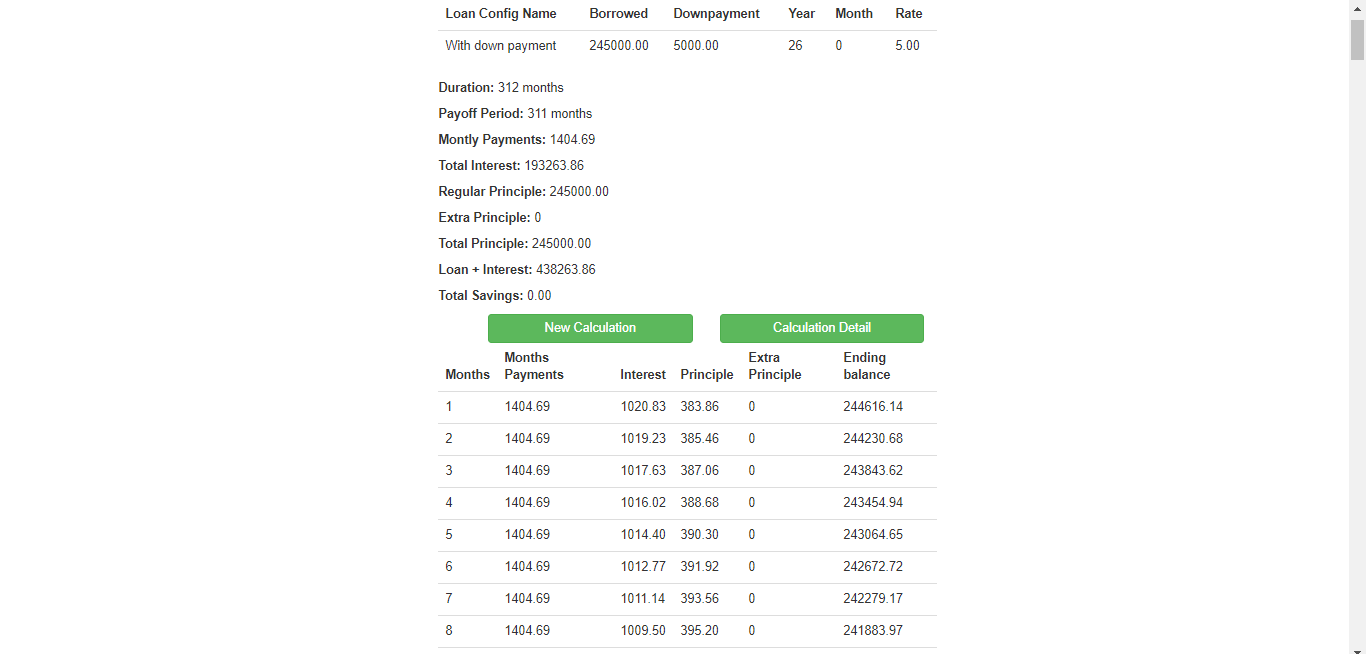 Loan Config Name Borrowed Downpayment Year Month Rate
With down payment 245000.00 5000.00 26 0 5.00
Duration: 312 months
Payoff Period: 311 months
Montly Payments: 1404.69
Total Interest: 193263.86
Regular Principle: 245000.00
Extra Principle: 0
Total Principle: 245000.00
Loan + Interest: 438263.86
Total Savings: 0.00
New Calculation Calculation Detail
Months Months Payments Interest Principle Extra Principle Ending balance
1 1404.69 1020.83 383.86 0 244616.14
2 1404.69 1019.23 385.46 0 244230.68
3 1404.69 1017.63 387.06 0 243843.62
4 1404.69 1016.02 388.68 0 243454.94
5 1404.69 1014.40 390.30 0 243064.65
6 1404.69 1012.77 391.92 0 242672.72
7 1404.69 1011.14 393.56 0 242279.17
8 1404.69 1009.50 395.20 0 241883.97